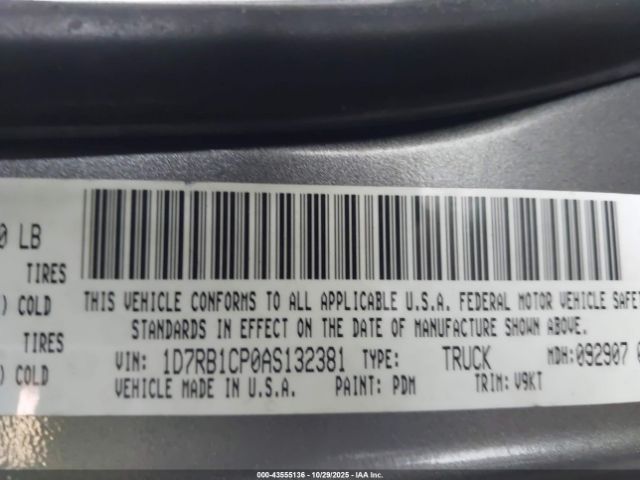 0 LB
TIRES
) COLD
TIRES
) COLD
THIS VEHICLE CONFORMS TO ALL APPLICABLE U.S.A. FEDERAL MOTOR VEHICLE SAFET
STANDARDS IN EFFECT ON THE DATE OF MANUFACTURE SHOWN ABOVE.
VIN: 1D7RB1CP0AS132381 TYPE: TRUCK MDH: 092907
VEHICLE MADE IN U.S.A. PAINT: PDM TRIM: V9KT
000-43555136 - 10/29/2025 - IAA Inc.